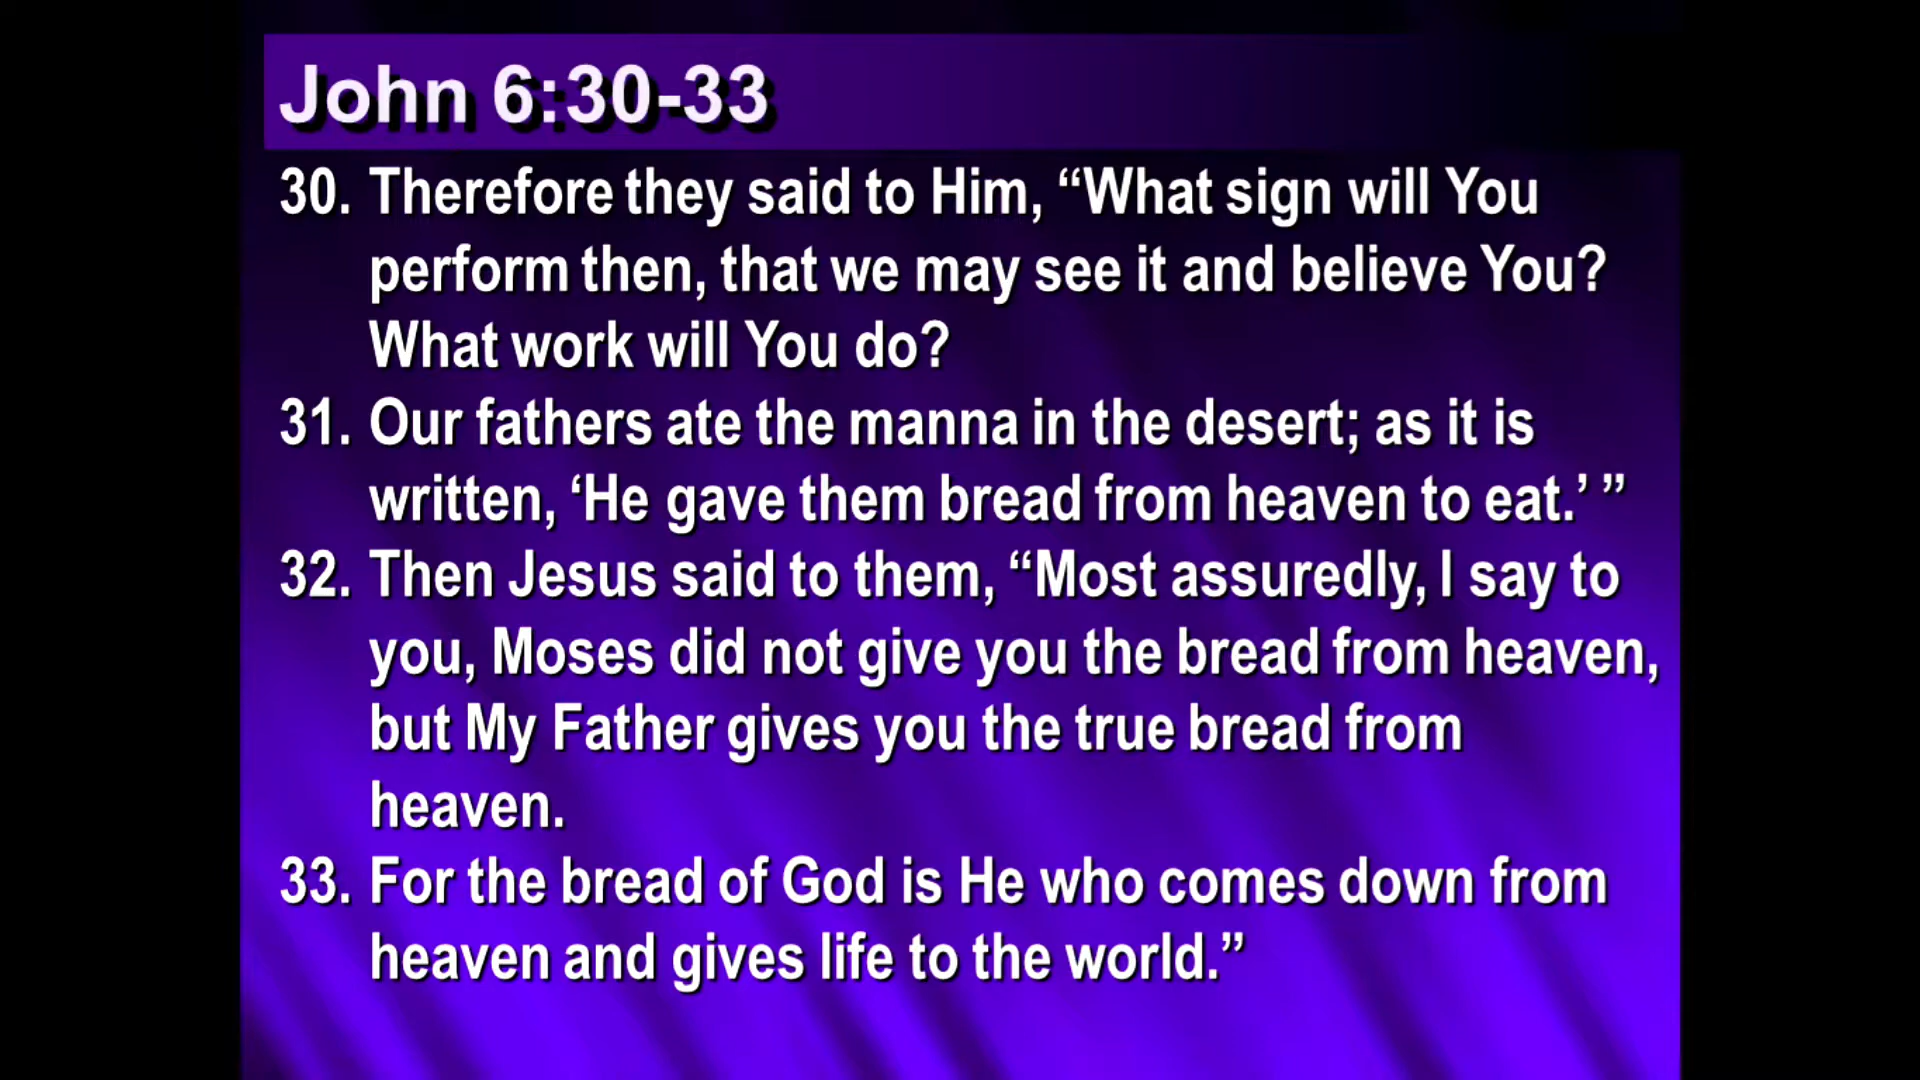 John 6:30-33
30. Therefore they said to Him, “What sign will You
perform then, that we may see it and believe You?
What work will You do?
31. Our fathers ate the manna in the desert; as it is
written, ‘He gave them bread from heaven to eat.’ ”
32. Then Jesus said to them, “Most assuredly, I say to
you, Moses did not give you the bread from heaven,
but My Father gives you the true bread from
heaven.
33. For the bread of God is He who comes down from
heaven and gives life to the world.”